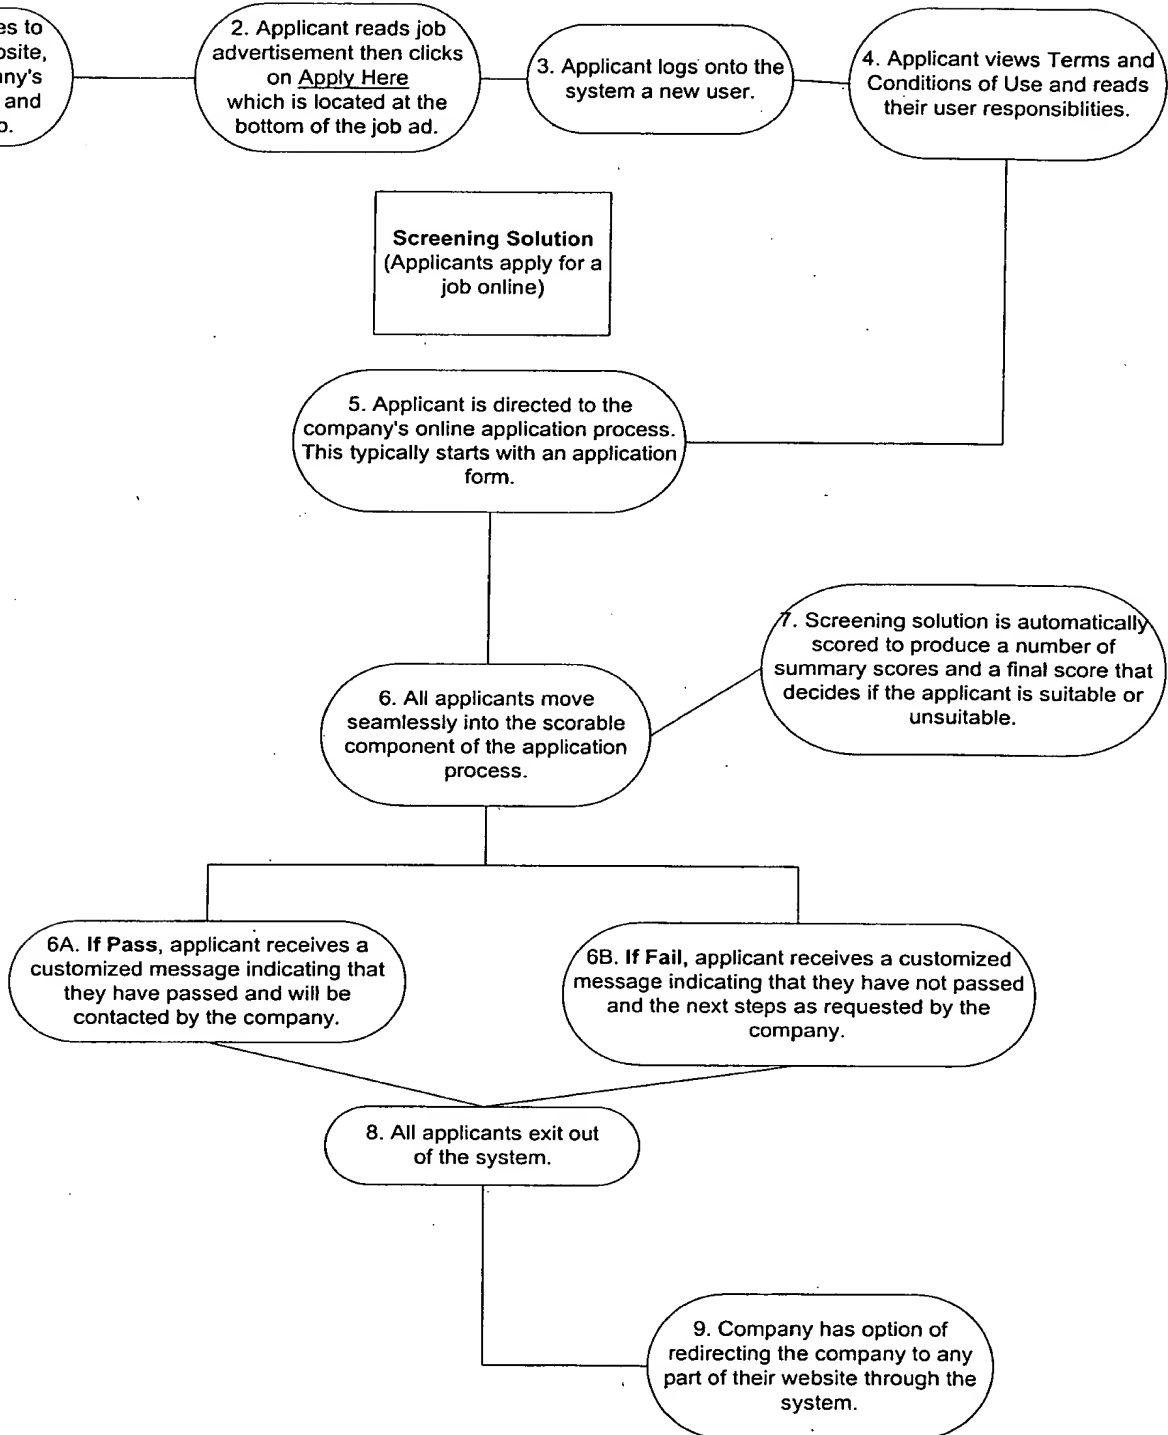 es to
osite,
ny's
and
o.
2. Applicant reads job
advertisement then clicks
on Apply Here
which is located at the
bottom of the job ad.
3. Applicant logs onto the
system a new user.
4. Applicant views Terms and
Conditions of Use and reads
their user responsiblities.
Screening Solution
(Applicants apply for a
job online)
5. Applicant is directed to the
company's online application process.
This typically starts with an application
form.
7. Screening solution is automatically
scored to produce a number of
summary scores and a final score that
decides if the applicant is suitable or
unsuitable.
6. All applicants move
seamlessly into the scorable
component of the application
process.
6A. If Pass, applicant receives a
customized message indicating that
they have passed and will be
contacted by the company.
6B. If Fail, applicant receives a customized
message indicating that they have not passed
and the next steps as requested by the
company.
8. All applicants exit out
of the system.
9. Company has option of
redirecting the company to any
part of their website through the
system.